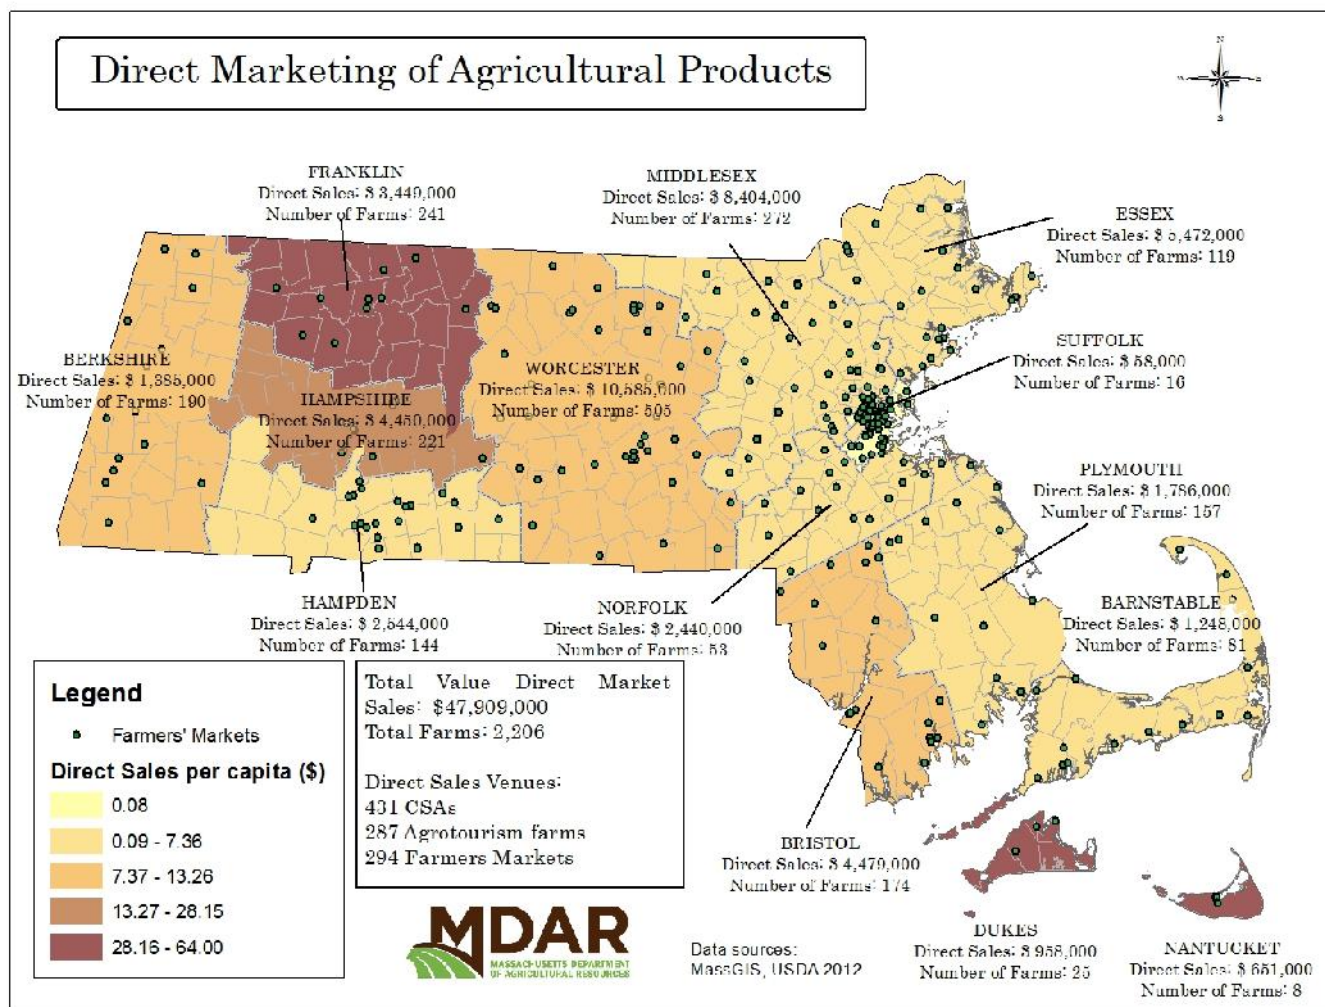 Direct Marketing of Agricultural Products
N
W
E
S
FRANKLIN
Direct Sales: $ 3,449,000
Number of Farms: 241
MIDDLESEX
Direct Sales: $ 8,404,000
Number of Farms: 272
ESSEX
Direct Sales: $ 5,472,000
Number of Farms: 119
SUFFOLK
Direct Sales: $ 58,000
Number of Farms: 16
BERKSHIRE
Direct Sales: $ 1,385,000
Number of Farms: 190
HAMPSHIRE
Direct Sales: $ 4,450,000
Number of Farms: 221
WORCESTER
Direct Sales: $ 10,585,000
Number of Farms: 505
PLYMOUTH
Direct Sales: $ 1,786,000
Number of Farms: 157
HAMPDEN
Direct Sales: $ 2,544,000
Number of Farms: 144
NORFOLK
Direct Sales: $ 2,440,000
Number of Farms: 53
BARNSTABLE
Direct Sales: $ 1,248,000
Number of Farms: 81
Legend
Farmers' Markets
Direct Sales per capita ($)
0.08
0.09 - 7.36
7.37 - 13.26
13.27 - 28.15
28.16 - 64.00
Total Value Direct Market
Sales: $47,909,000
Total Farms: 2,206
Direct Sales Venues:
431 CSAs
287 Agrotourism farms
294 Farmers Markets
BRISTOL
Direct Sales: $ 4,479,000
Number of Farms: 174
DUKES
Direct Sales: $ 958,000
Number of Farms: 25
NANTUCKET
Direct Sales: $ 651,000
Number of Farms: 8
MDAR
MASSACHUSETTS DEPARTMENT
OF AGRICULTURAL RESOURCES
Data sources:
MassGIS, USDA 2012